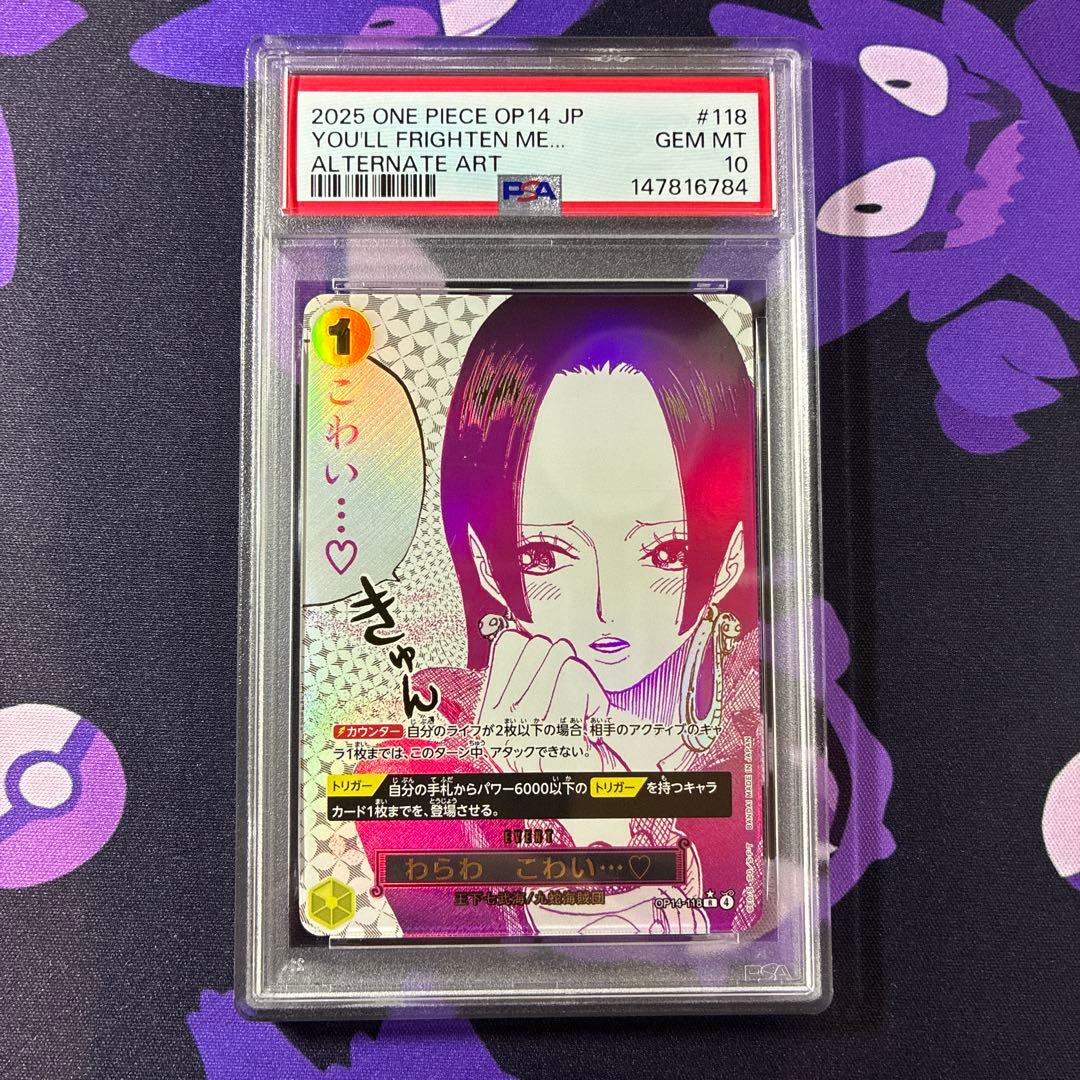 2025 ONE PIECE OP14 JP #118
YOU'LL FRIGHTEN ME... GEM MT
ALTERNATE ART 10
PSA 147816784
1
こわい…♡
きゅん
カウンター 自分のライフが2枚以下の場合、相手のアクティブのキャ
ラ1枚までは、このターン中、アタックできない。
トリガー 自分の手札からパワー6000以下の トリガー を持つキャラ
カード1枚までを、登場させる。
EVENT
わらわ こわい…♡
王下七武海/九蛇海賊団
OP14-118 R 4
BANDAI MADE IN JAPAN
PSA